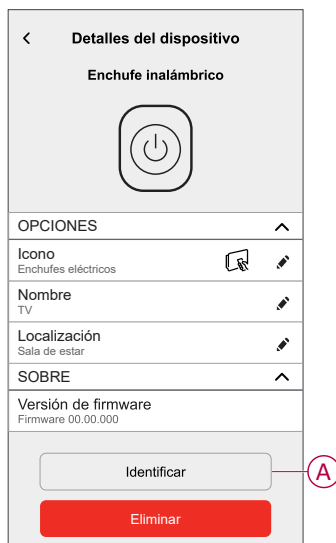 Detalles del dispositivo
Enchufe inalámbrico
OPCIONES
Icono
Enchufes eléctricos
Nombre
TV
Localización
Sala de estar
SOBRE
Versión de firmware
Firmware 00.00.000
Identificar
A
Eliminar